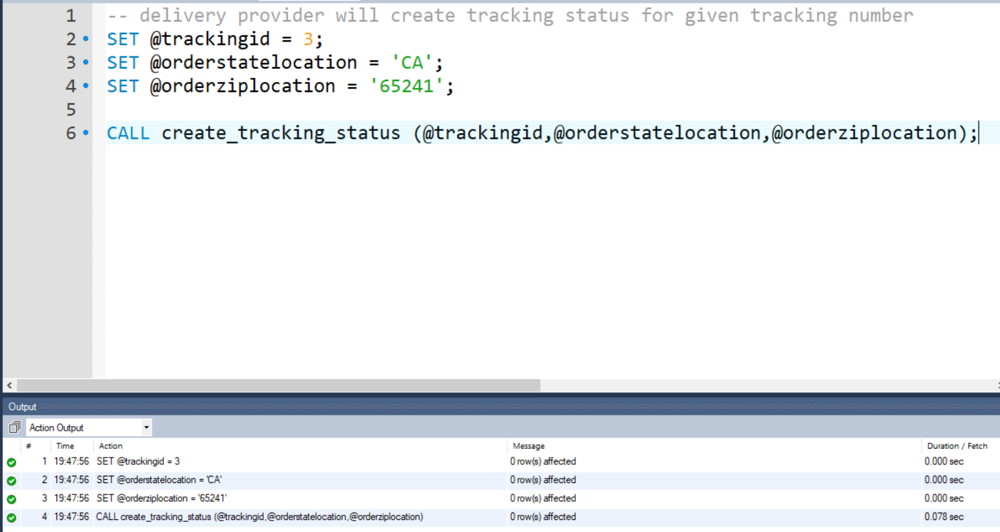 1 -- delivery provider will create tracking status for given tracking number
2 SET @trackingid = 3;
3 SET @orderstatelocation = 'CA';
4 SET @orderziplocation = '65241';
5
6 CALL create_tracking_status (@trackingid,@orderstatelocation,@orderziplocation);
Output
Action Output
# Time Action Message Duration / Fetch
1 19:47:56 SET @trackingid = 3 0 row(s) affected 0.000 sec
2 19:47:56 SET @orderstatelocation = 'CA' 0 row(s) affected 0.000 sec
3 19:47:56 SET @orderziplocation = '65241' 0 row(s) affected 0.000 sec
4 19:47:56 CALL create_tracking_status (@trackingid,@orderstatelocation,@orderziplocation) 0 row(s) affected 0.078 sec